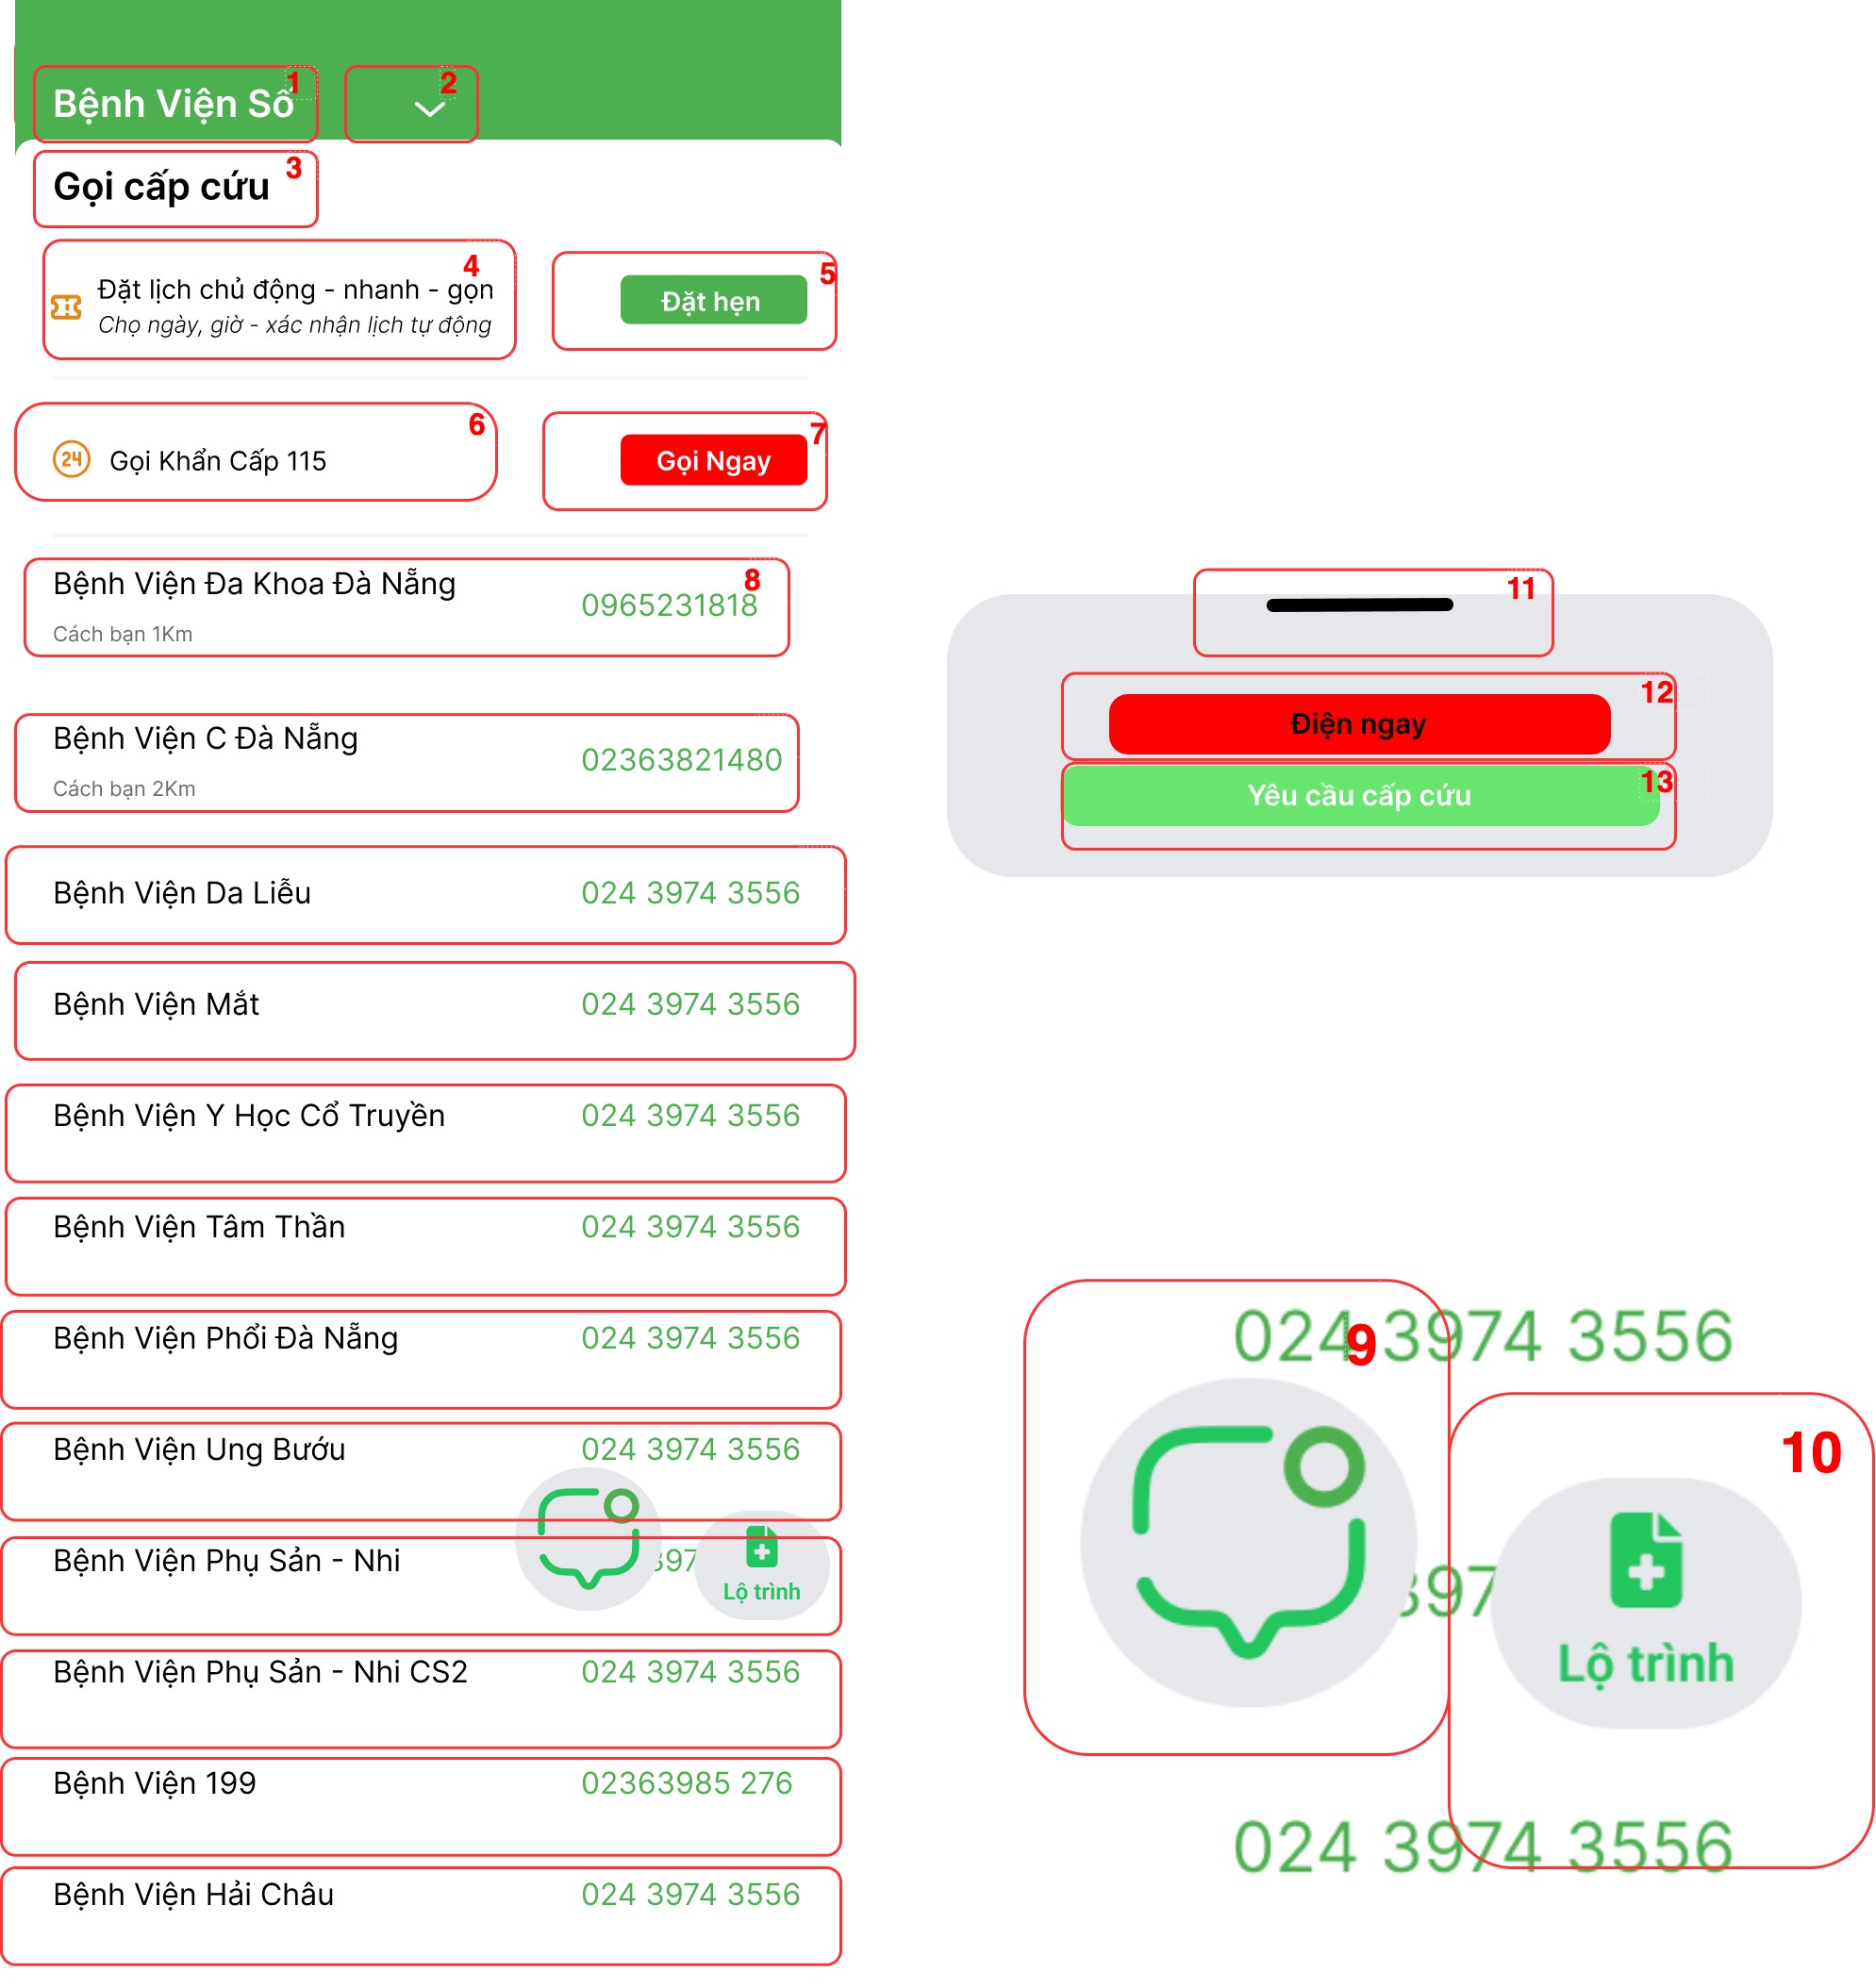 Bệnh Viện Số
1
2
Gọi cấp cứu
3
4
Đặt lịch chủ động - nhanh - gọn
Chọ ngày, giờ - xác nhận lịch tự động
5
Đặt hẹn
6
24
Gọi Khẩn Cấp 115
7
Gọi Ngay
8
Bệnh Viện Đa Khoa Đà Nẵng
0965231818
Cách bạn 1Km
Bệnh Viện C Đà Nẵng
02363821480
Cách bạn 2Km
Bệnh Viện Da Liễu
024 3974 3556
Bệnh Viện Mắt
024 3974 3556
Bệnh Viện Y Học Cổ Truyền
024 3974 3556
Bệnh Viện Tâm Thần
024 3974 3556
Bệnh Viện Phổi Đà Nẵng
024 3974 3556
Bệnh Viện Ung Bướu
024 3974 3556
Bệnh Viện Phụ Sản - Nhi
Lộ trình
Bệnh Viện Phụ Sản - Nhi CS2
024 3974 3556
Bệnh Viện 199
02363985 276
Bệnh Viện Hải Châu
024 3974 3556
11
12
Điện ngay
13
Yêu cầu cấp cứu
024 3974 3556
9
10
Lộ trình
024 3974 3556